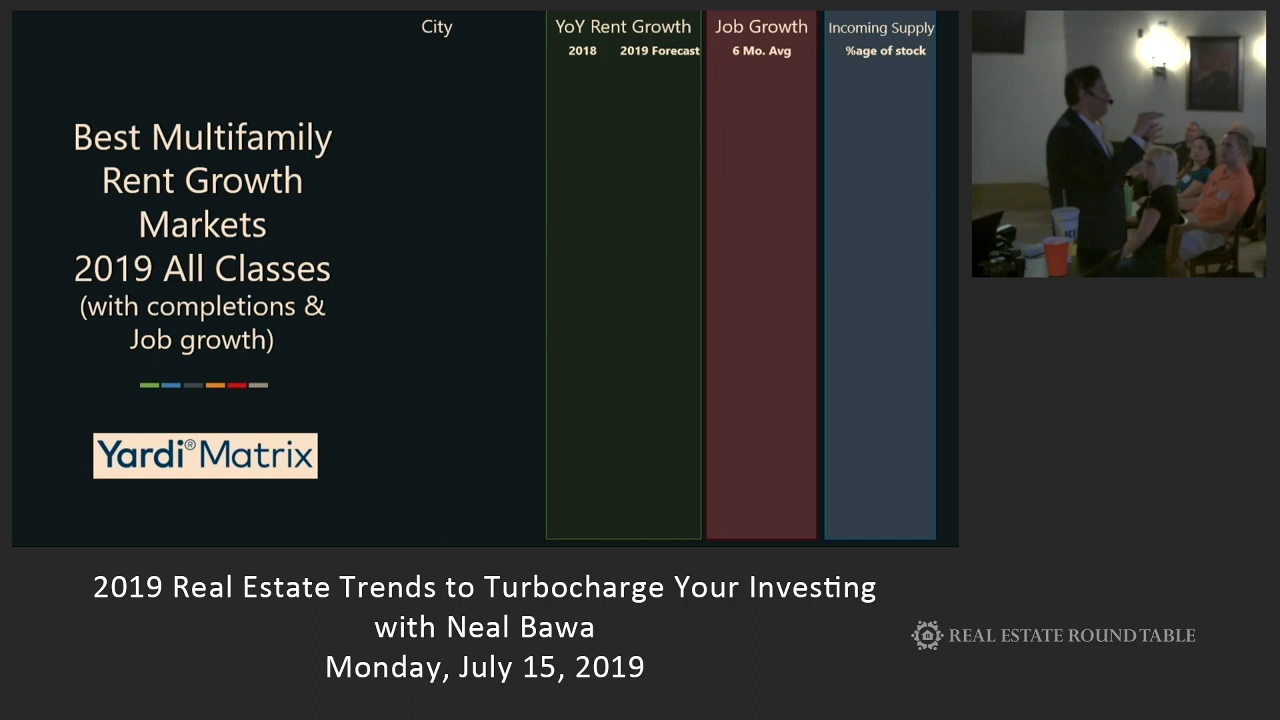 City
YoY Rent Growth
2018
2019 Forecast
Job Growth
6 Mo. Avg
Incoming Supply
%age of stock
Best Multifamily
Rent Growth
Markets
2019 All Classes
(with completions &
Job growth)
Yardi® Matrix
2019 Real Estate Trends to Turbocharge Your Investing
with Neal Bawa
Monday, July 15, 2019
REAL ESTATE ROUND TABLE